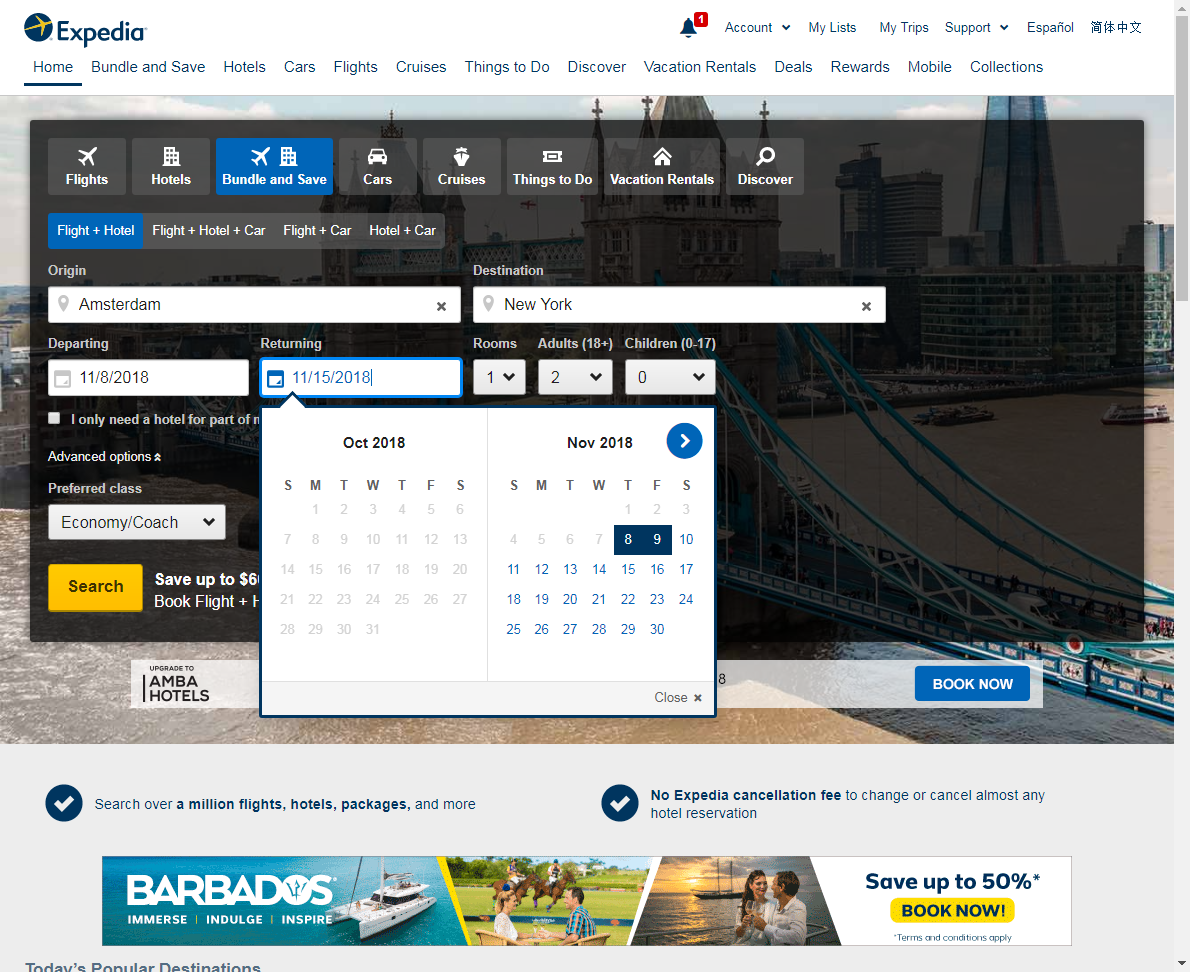 Expedia
1
Account
My Lists
My Trips
Support
Español
简体中文
Home
Bundle and Save
Hotels
Cars
Flights
Cruises
Things to Do
Discover
Vacation Rentals
Deals
Rewards
Mobile
Collections
Flights
Hotels
Bundle and Save
Cars
Cruises
Things to Do
Vacation Rentals
Discover
Flight + Hotel
Flight + Hotel + Car
Flight + Car
Hotel + Car
Origin
Destination
Amsterdam
New York
Departing
Returning
Rooms
Adults (18+)
Children (0-17)
11/8/2018
11/15/2018
1
2
0
I only need a hotel for part of
Advanced options
Preferred class
Economy/Coach
Search
Save up to $6
Book Flight +
Oct 2018
S M T W T F S
1 2 3 4 5 6
7 8 9 10 11 12 13
14 15 16 17 18 19 20
21 22 23 24 25 26 27
28 29 30 31
Nov 2018
S M T W T F S
1 2 3
4 5 6 7 8 9 10
11 12 13 14 15 16 17
18 19 20 21 22 23 24
25 26 27 28 29 30
Close ×
UPGRADE TO
AMBA
HOTELS
8
BOOK NOW
Search over a million flights, hotels, packages, and more
No Expedia cancellation fee to change or cancel almost any
hotel reservation
BARBADOS
IMMERSE | INDULGE | INSPIRE
Save up to 50%*
BOOK NOW!
*Terms and conditions apply
Today's Popular Destinations